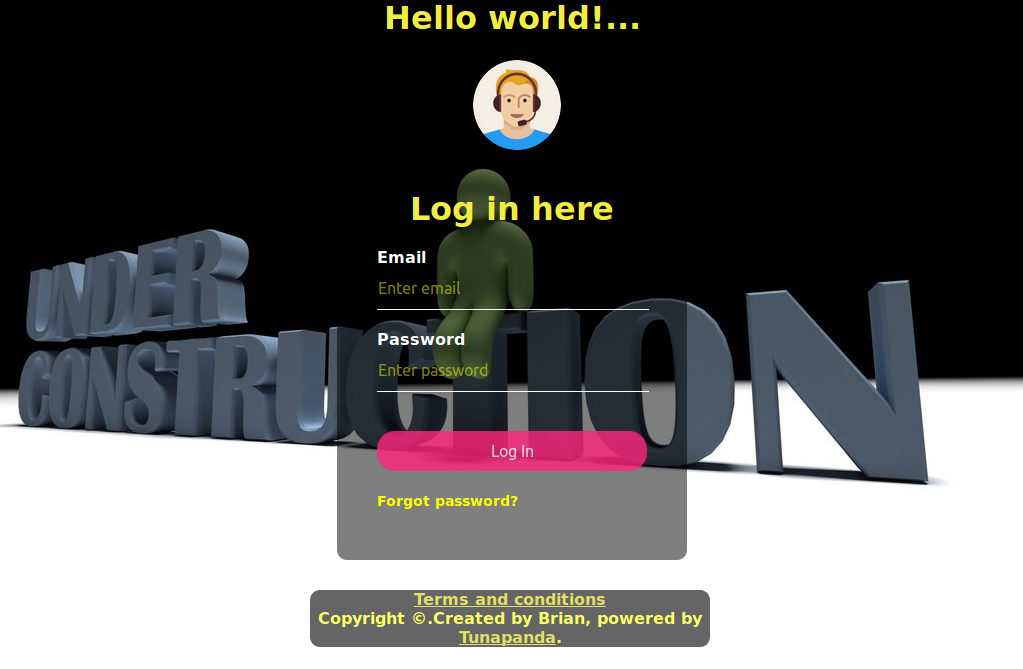 Hello world!...
UNDER
CONSTRUCTION
Log in here
Email
Enter email
Password
Enter password
Log In
Forgot password?
Terms and conditions
Copyright ©.Created by Brian, powered by
Tunapanda.